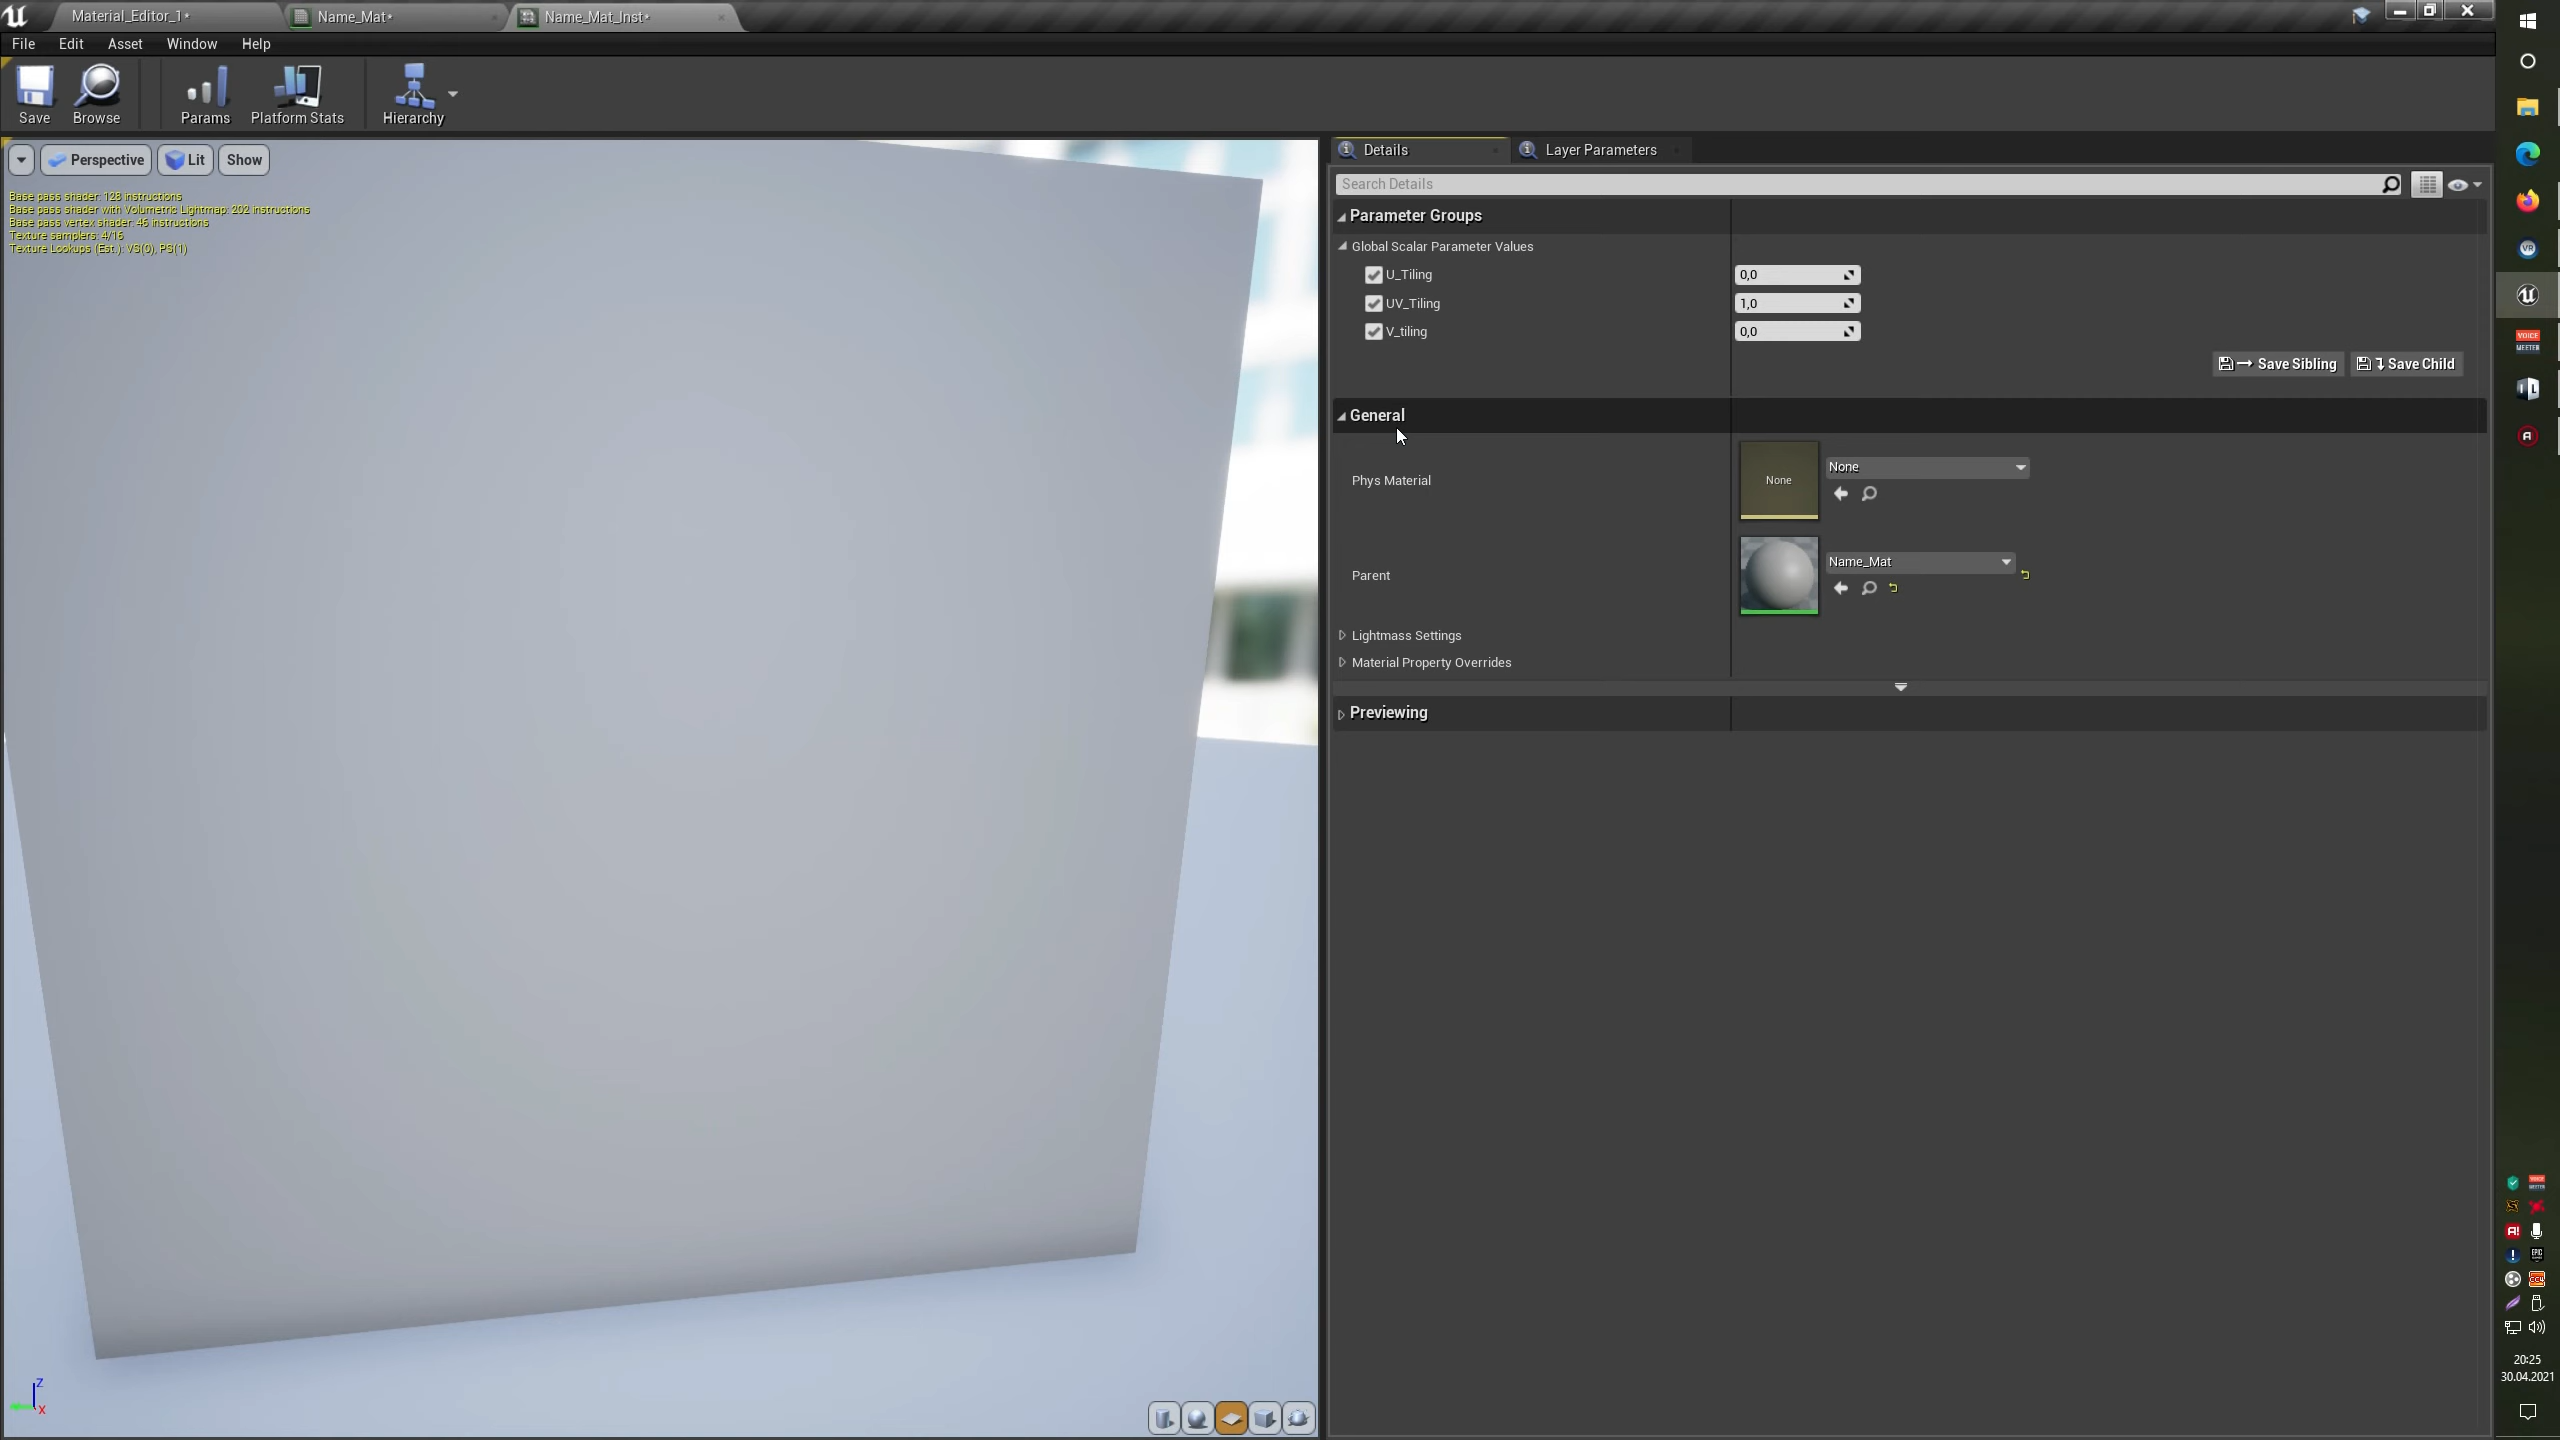 Material_Editor_1*
Name_Mat*
Name_Mat_Inst*
File
Edit
Asset
Window
Help
Save
Browse
Params
Platform Stats
Hierarchy
Perspective
Lit
Show
Base pass shader: 128 instructions
Base pass shader with Volumetric Lightmap: 202 instructions
Base pass vertex shader: 46 instructions
Texture samplers: 4/16
Texture Lookups (Est.): VS(0), PS(1)
Details
Layer Parameters
Search Details
Parameter Groups
Global Scalar Parameter Values
U_Tiling
0,0
UV_Tiling
1,0
V_tiling
0,0
Save Sibling
Save Child
General
Phys Material
None
None
Parent
Name_Mat
Lightmass Settings
Material Property Overrides
Previewing
Z
X
VR
VOICE
MEETER
20:25
30.04.2021